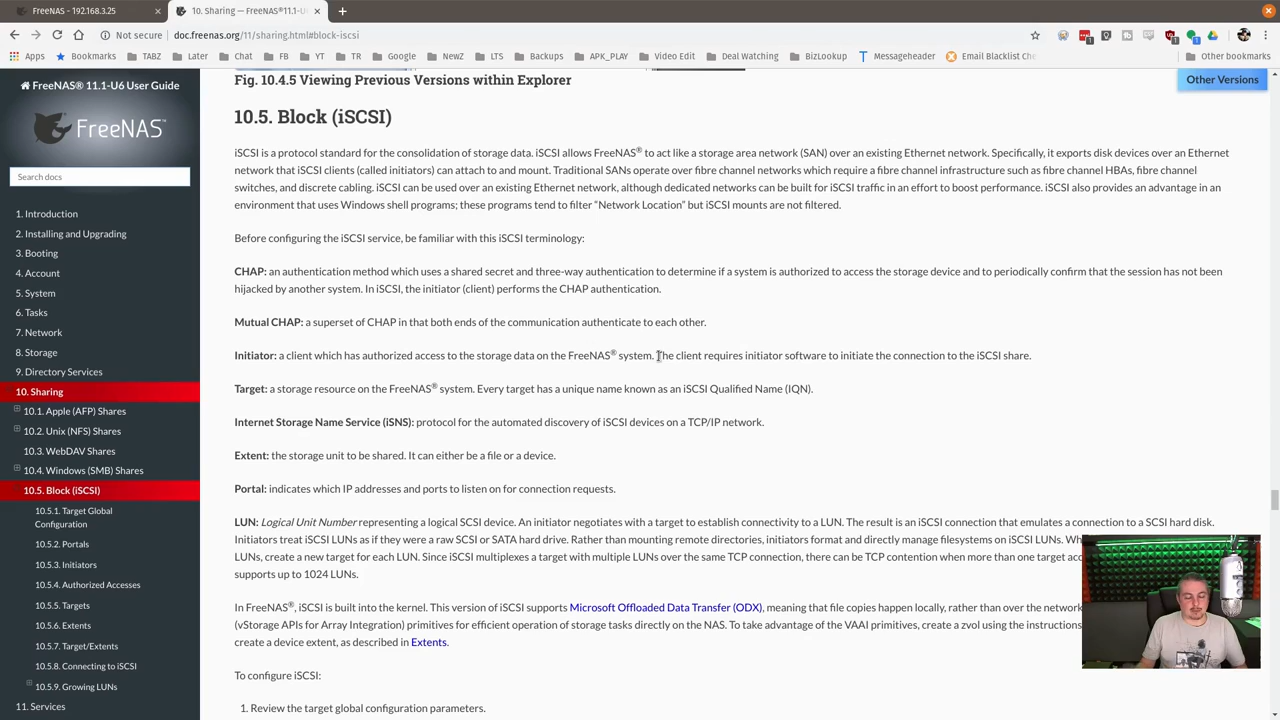 FreeNAS - 192.168.3.25
10. Sharing — FreeNAS®11.1-U
Not secure
doc.freenas.org/11/sharing.html#block-iscsi
Apps
Bookmarks
TABZ
Later
Chat
FB
YT
TR
Google
NewZ
LTS
Backups
APK_PLAY
Video Edit
Deal Watching
BizLookup
Messageheader
Email Blacklist Che
Other bookmarks
FreeNAS® 11.1-U6 User Guide
FreeNAS®
Search docs
1. Introduction
2. Installing and Upgrading
3. Booting
4. Account
5. System
6. Tasks
7. Network
8. Storage
9. Directory Services
10. Sharing
10.1. Apple (AFP) Shares
10.2. Unix (NFS) Shares
10.3. WebDAV Shares
10.4. Windows (SMB) Shares
10.5. Block (iSCSI)
10.5.1. Target Global
Configuration
10.5.2. Portals
10.5.3. Initiators
10.5.4. Authorized Accesses
10.5.5. Targets
10.5.6. Extents
10.5.7. Target/Extents
10.5.8. Connecting to iSCSI
10.5.9. Growing LUNs
11. Services
Other Versions
Fig. 10.4.5 Viewing Previous Versions within Explorer
10.5. Block (iSCSI)
iSCSI is a protocol standard for the consolidation of storage data. iSCSI allows FreeNAS® to act like a storage area network (SAN) over an existing Ethernet network. Specifically, it exports disk devices over an Ethernet
network that iSCSI clients (called initiators) can attach to and mount. Traditional SANs operate over fibre channel networks which require a fibre channel infrastructure such as fibre channel HBAs, fibre channel
switches, and discrete cabling. iSCSI can be used over an existing Ethernet network, although dedicated networks can be built for iSCSI traffic in an effort to boost performance. iSCSI also provides an advantage in an
environment that uses Windows shell programs; these programs tend to filter “Network Location” but iSCSI mounts are not filtered.
Before configuring the iSCSI service, be familiar with this iSCSI terminology:
CHAP: an authentication method which uses a shared secret and three-way authentication to determine if a system is authorized to access the storage device and to periodically confirm that the session has not been
hijacked by another system. In iSCSI, the initiator (client) performs the CHAP authentication.
Mutual CHAP: a superset of CHAP in that both ends of the communication authenticate to each other.
Initiator: a client which has authorized access to the storage data on the FreeNAS® system. The client requires initiator software to initiate the connection to the iSCSI share.
Target: a storage resource on the FreeNAS® system. Every target has a unique name known as an iSCSI Qualified Name (IQN).
Internet Storage Name Service (iSNS): protocol for the automated discovery of iSCSI devices on a TCP/IP network.
Extent: the storage unit to be shared. It can either be a file or a device.
Portal: indicates which IP addresses and ports to listen on for connection requests.
LUN: Logical Unit Number representing a logical SCSI device. An initiator negotiates with a target to establish connectivity to a LUN. The result is an iSCSI connection that emulates a connection to a SCSI hard disk.
Initiators treat iSCSI LUNs as if they were a raw SCSI or SATA hard drive. Rather than mounting remote directories, initiators format and directly manage filesystems on iSCSI LUNs. Wh
LUNs, create a new target for each LUN. Since iSCSI multiplexes a target with multiple LUNs over the same TCP connection, there can be TCP contention when more than one target acc
supports up to 1024 LUNs.
In FreeNAS®, iSCSI is built into the kernel. This version of iSCSI supports Microsoft Offloaded Data Transfer (ODX), meaning that file copies happen locally, rather than over the network
(vStorage APIs for Array Integration) primitives for efficient operation of storage tasks directly on the NAS. To take advantage of the VAAI primitives, create a zvol using the instructions
create a device extent, as described in Extents.
To configure iSCSI:
1. Review the target global configuration parameters.